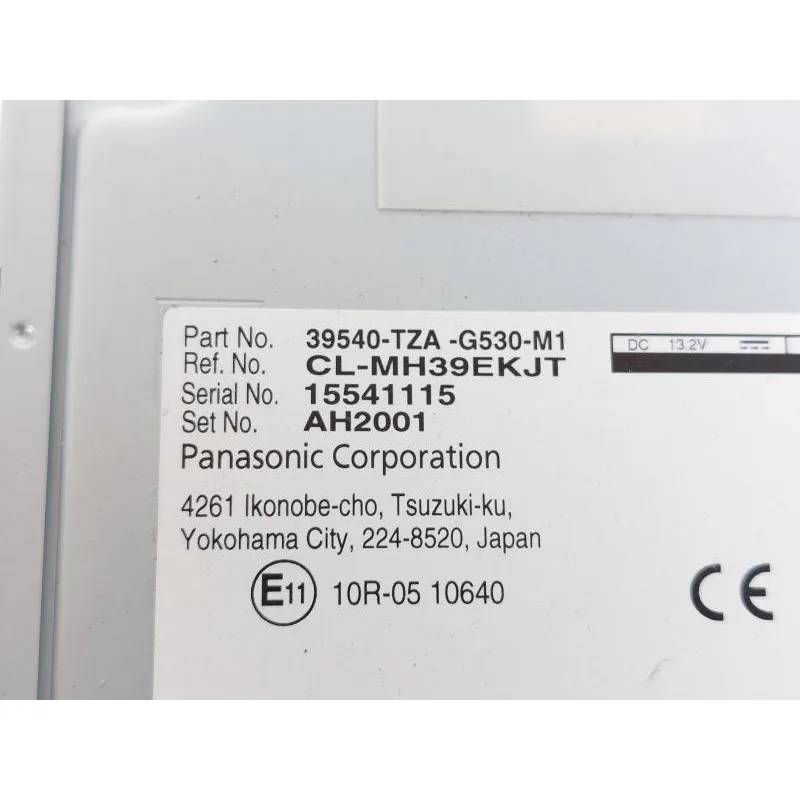 Part No. 39540-TZA -G530-M1
Ref. No. CL-MH39EKJT
Serial No. 15541115
Set No. AH2001
Panasonic Corporation
4261 Ikonobe-cho, Tsuzuki-ku,
Yokohama City, 224-8520, Japan
E11 10R-05 10640
DC 13.2V
CE